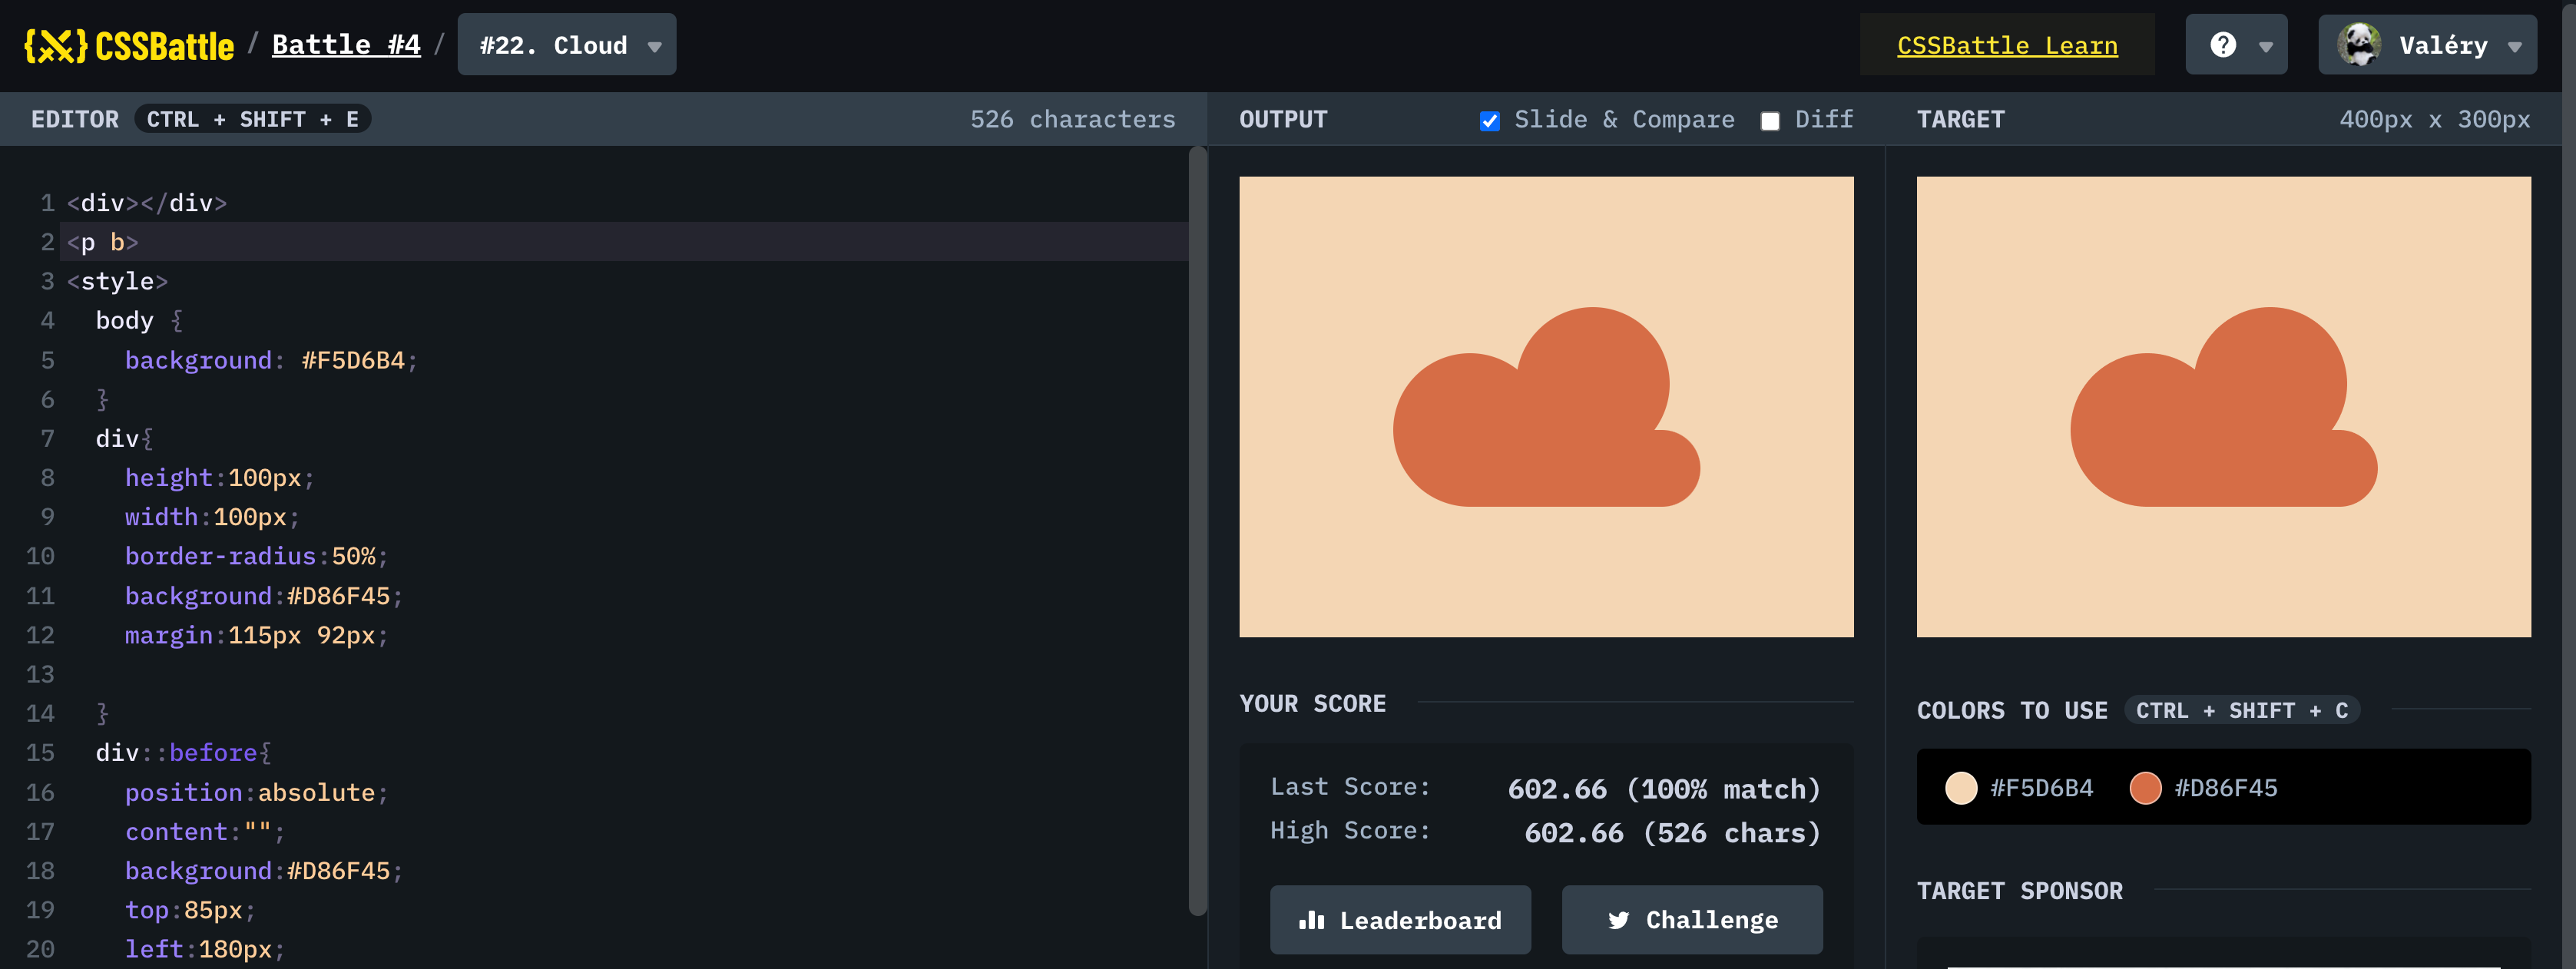 {X} CSSBattle / Battle #4 / #22. Cloud
CSSBattle Learn
?
Valéry
EDITOR CTRL + SHIFT + E
526 characters
1 <div></div>
2 <p b>
3 <style>
4 body {
5 background: #F5D6B4;
6 }
7 div{
8 height:100px;
9 width:100px;
10 border-radius:50%;
11 background:#D86F45;
12 margin:115px 92px;
13
14 }
15 div::before{
16 position:absolute;
17 content:"";
18 background:#D86F45;
19 top:85px;
20 left:180px;
OUTPUT
Slide & Compare
Diff
YOUR SCORE
Last Score: 602.66 (100% match)
High Score: 602.66 (526 chars)
Leaderboard
Challenge
TARGET
400px x 300px
COLORS TO USE CTRL + SHIFT + C
#F5D6B4 #D86F45
TARGET SPONSOR